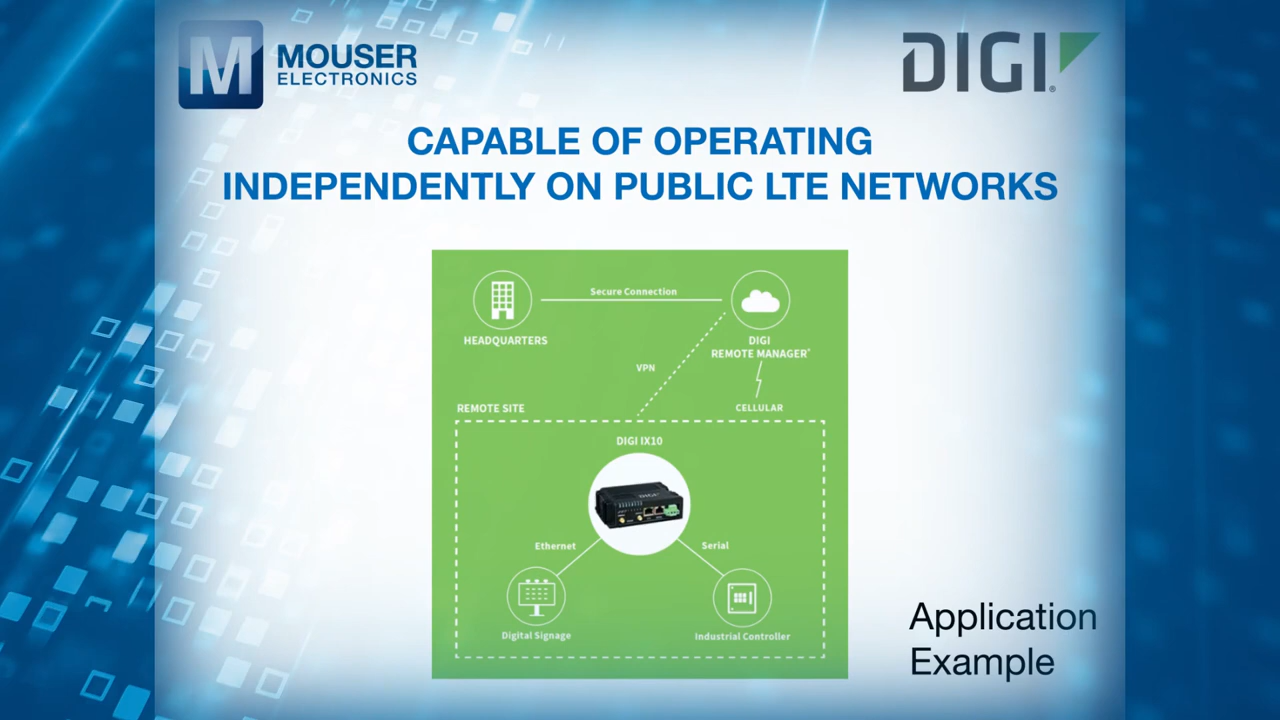 M
MOUSER
ELECTRONICS
DIGI®
CAPABLE OF OPERATING
INDEPENDENTLY ON PUBLIC LTE NETWORKS
Secure Connection
HEADQUARTERS
DIGI
REMOTE MANAGER®
VPN
CELLULAR
REMOTE SITE
DIGI IX10
DIGI
Ethernet
Serial
Digital Signage
Industrial Controller
Application
Example